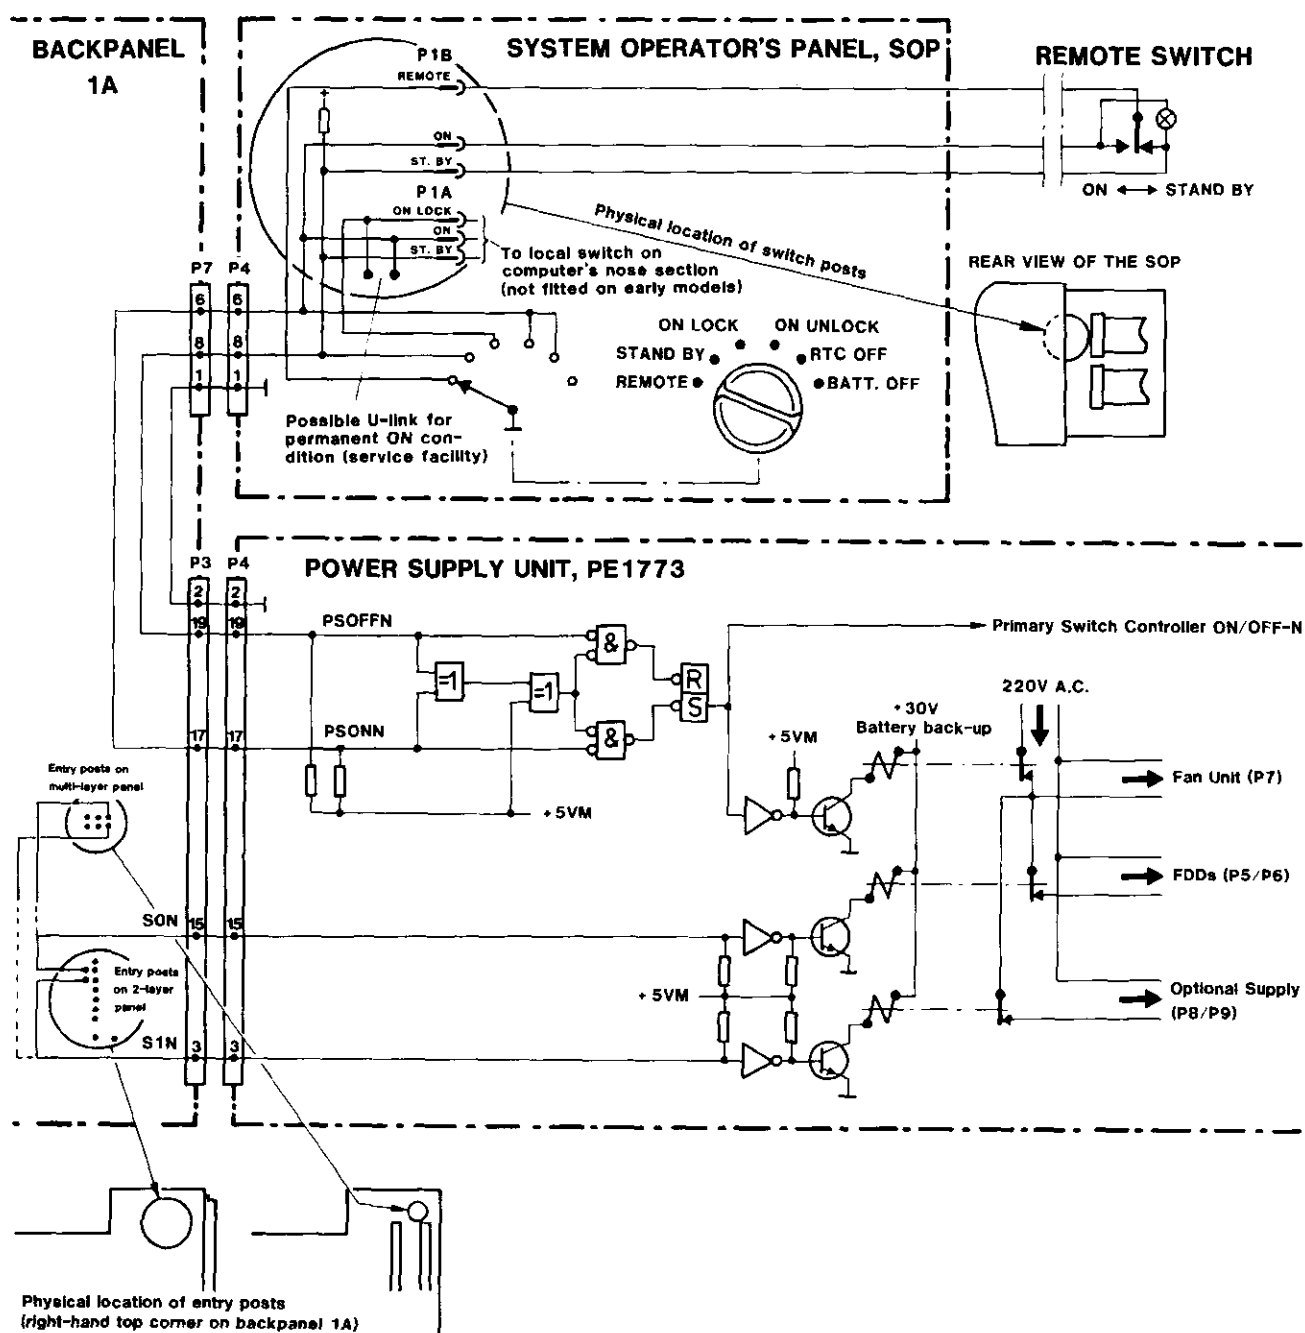 BACKPANEL
1A
SYSTEM OPERATOR'S PANEL, SOP
REMOTE SWITCH
P1B
REMOTE
+
ON
ST. BY
P1A
ON LOCK
ON
ST. BY
ON STAND BY
Physical location of switch posts
To local switch on
computer's nose section
(not fitted on early models)
REAR VIEW OF THE SOP
P7 P4
6 6
8 8
1 1
ON LOCK ON UNLOCK
STAND BY RTC OFF
REMOTE BATT. OFF
Possible U-link for
permanent ON con-
dition (service facility)
P3 P4
POWER SUPPLY UNIT, PE1773
2 2
19 19
PSOFFN
&
Primary Switch Controller ON/OFF-N
=1
=1
R
S
220V A.C.
+30V
Battery back-up
17 17
PSONN
&
+5VM
Entry posts on
multi-layer panel
+5VM
Fan Unit (P7)
FDDs (P5/P6)
S0N 15 15
Entry posts
on 2-layer
panel
+5VM
Optional Supply
(P8/P9)
S1N 3 3
Physical location of entry posts
(right-hand top corner on backpanel 1A)